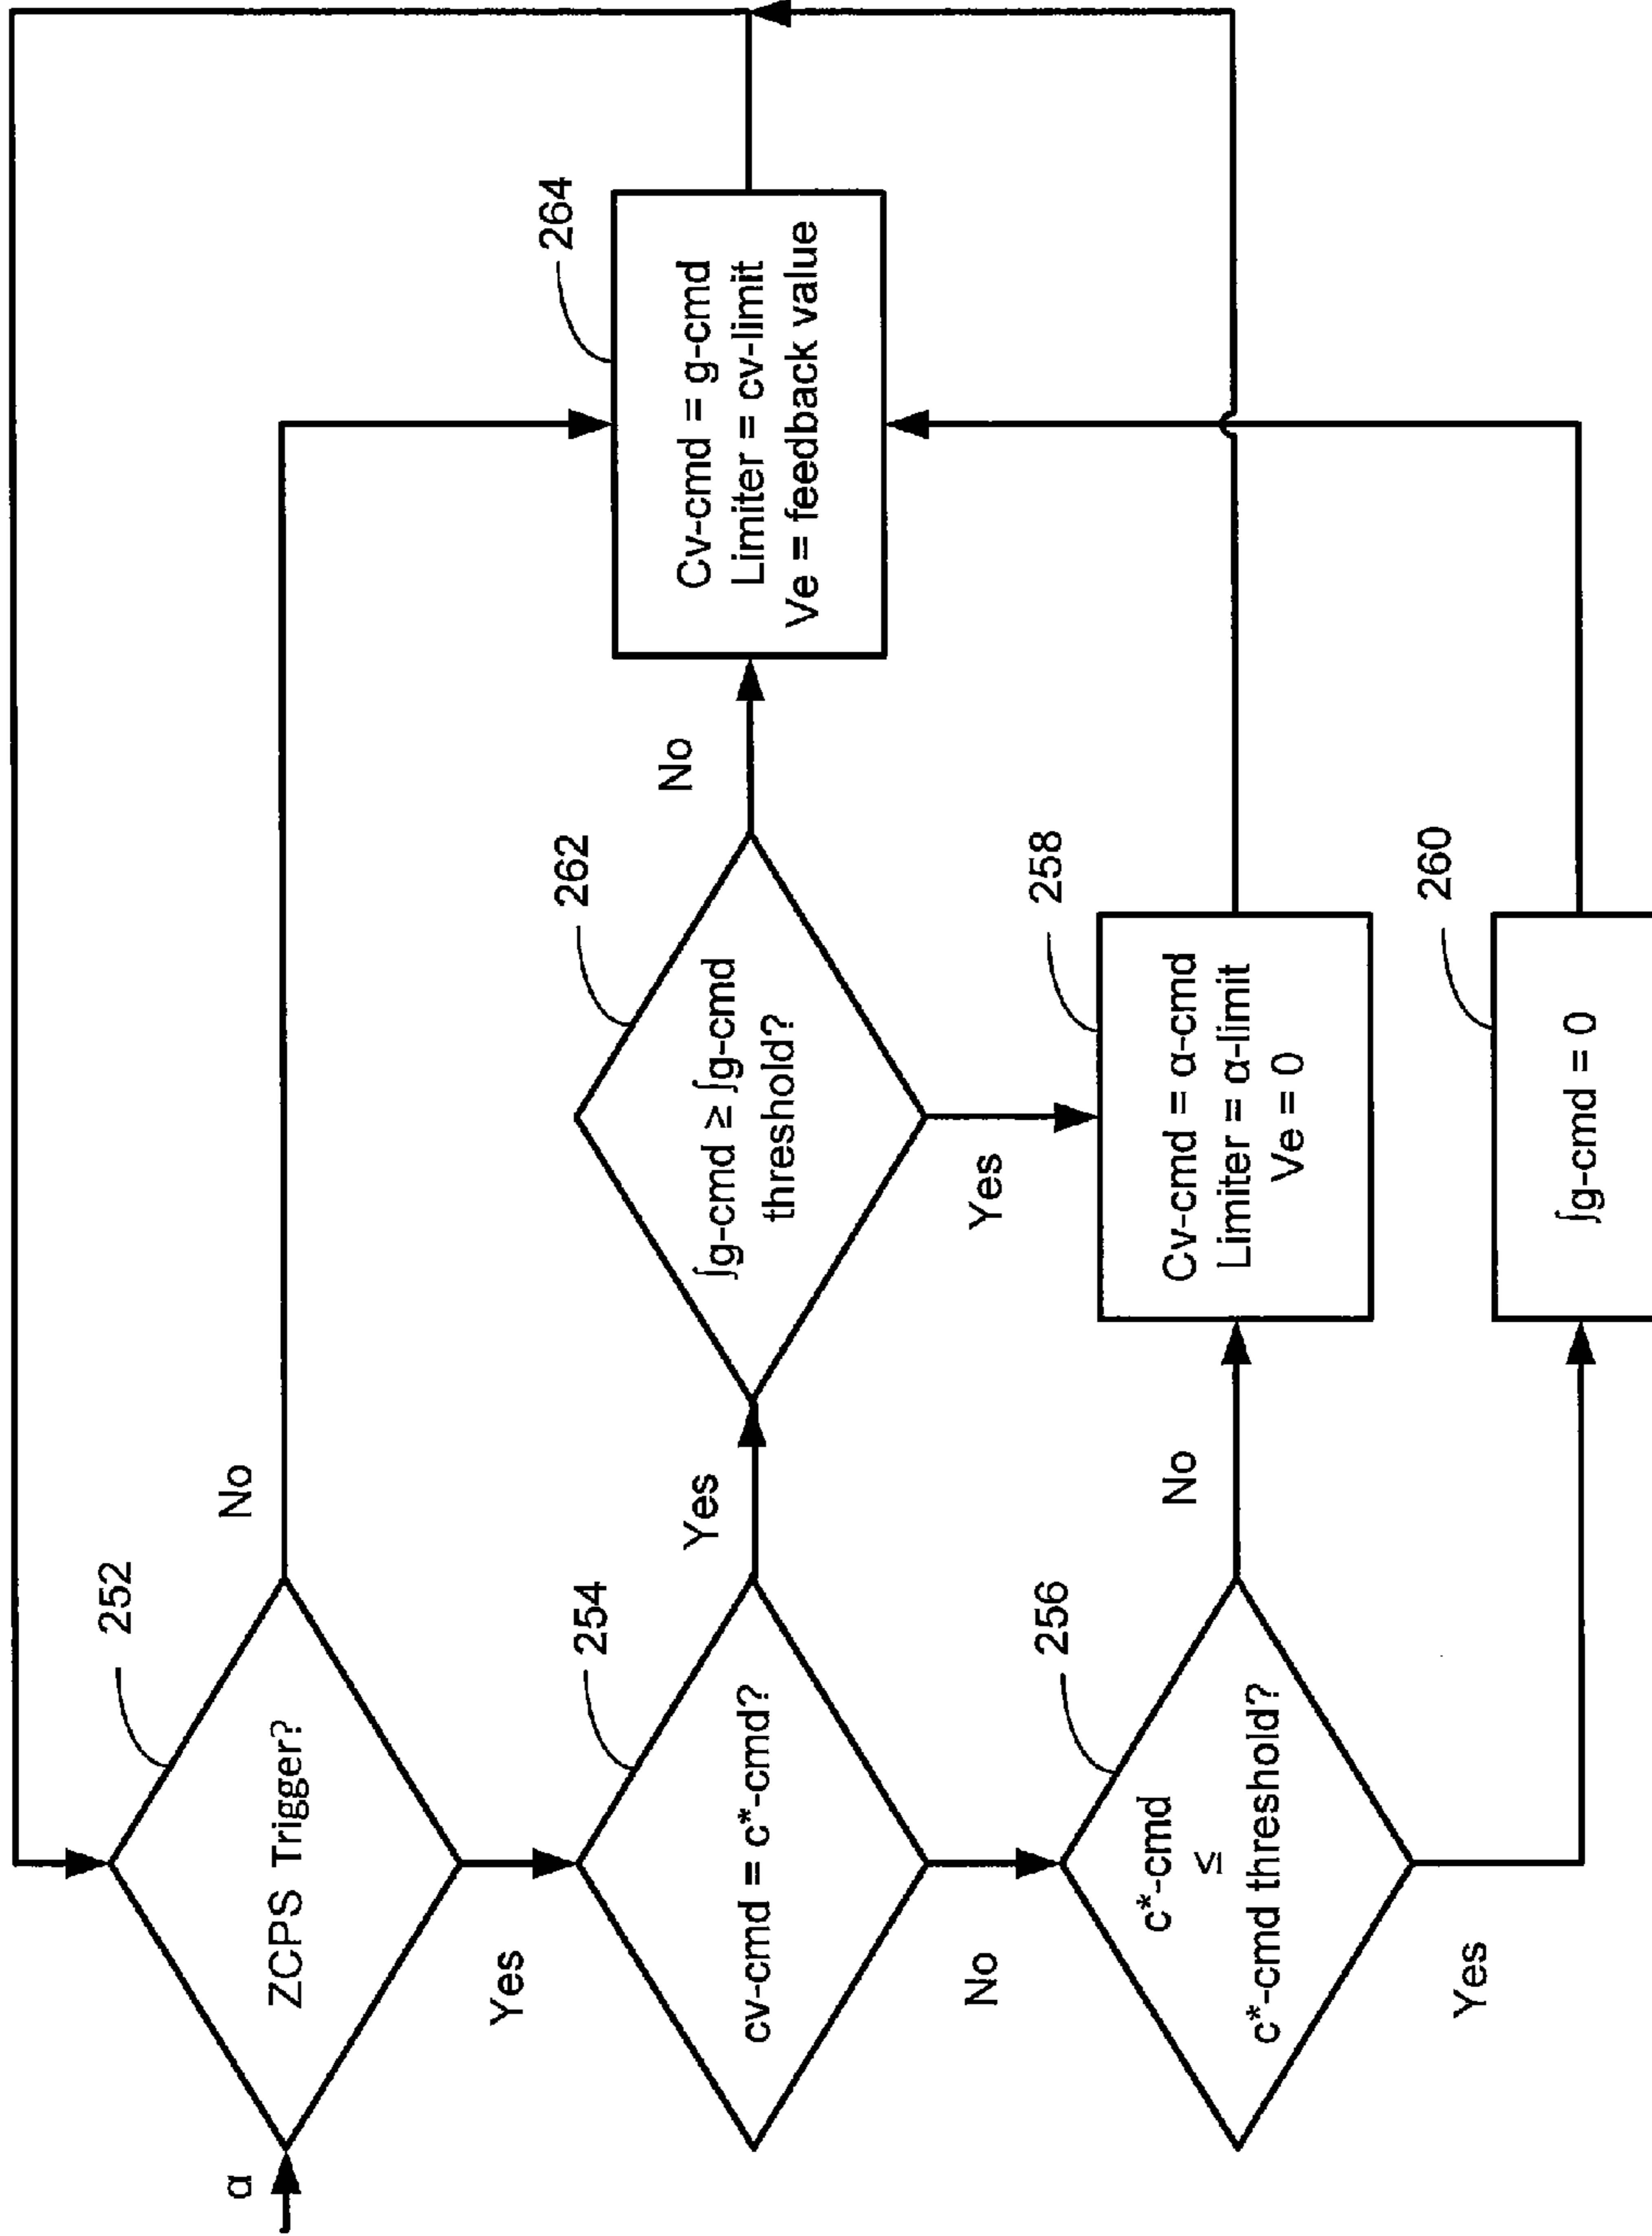 α
ZCPS Trigger?
252
No
Yes
cv-cmd = c*-cmd?
254
Yes
No
∫g-cmd ≥ ∫g-cmd
threshold?
262
No
Yes
Cv-cmd = g-cmd
Limiter = cv-limit
Ve = feedback value
264
c*-cmd
≤
c*-cmd threshold?
256
No
Yes
Cv-cmd = α-cmd
Limiter = α-limit
Ve = 0
258
∫g-cmd = 0
260